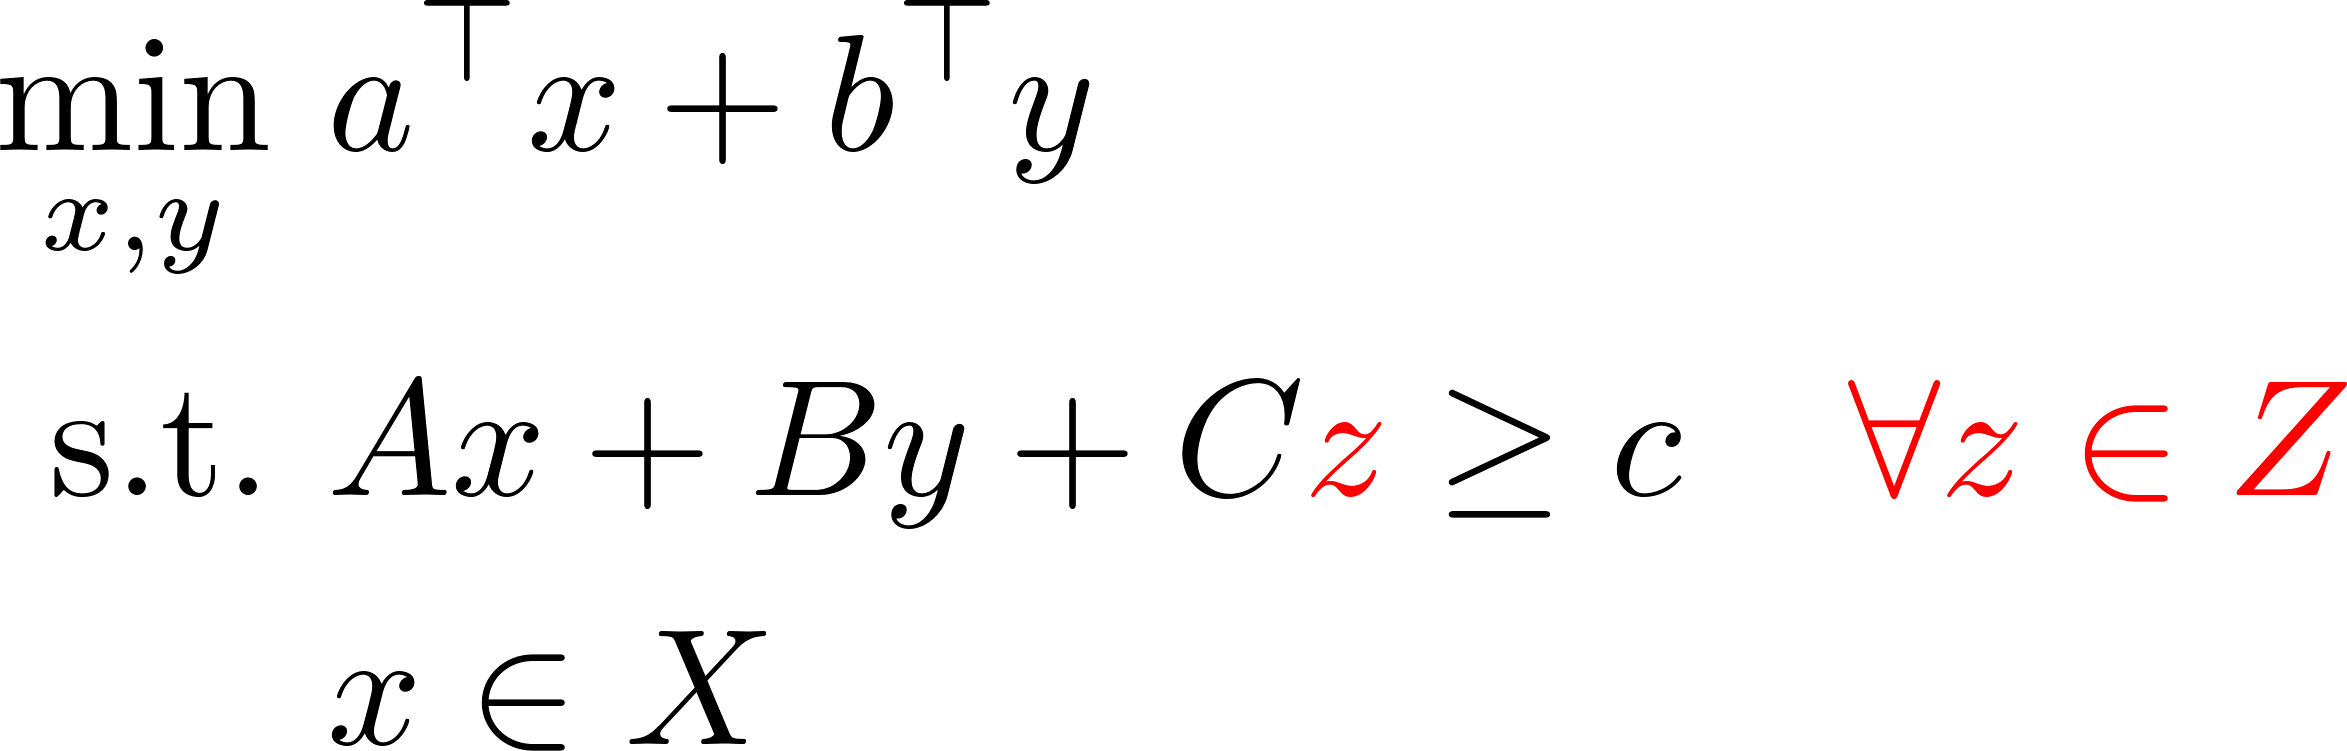 min a⊤x + b⊤y
x,y
s.t. Ax + By + Cz ≥ c ∀z ∈ Z
x ∈ X